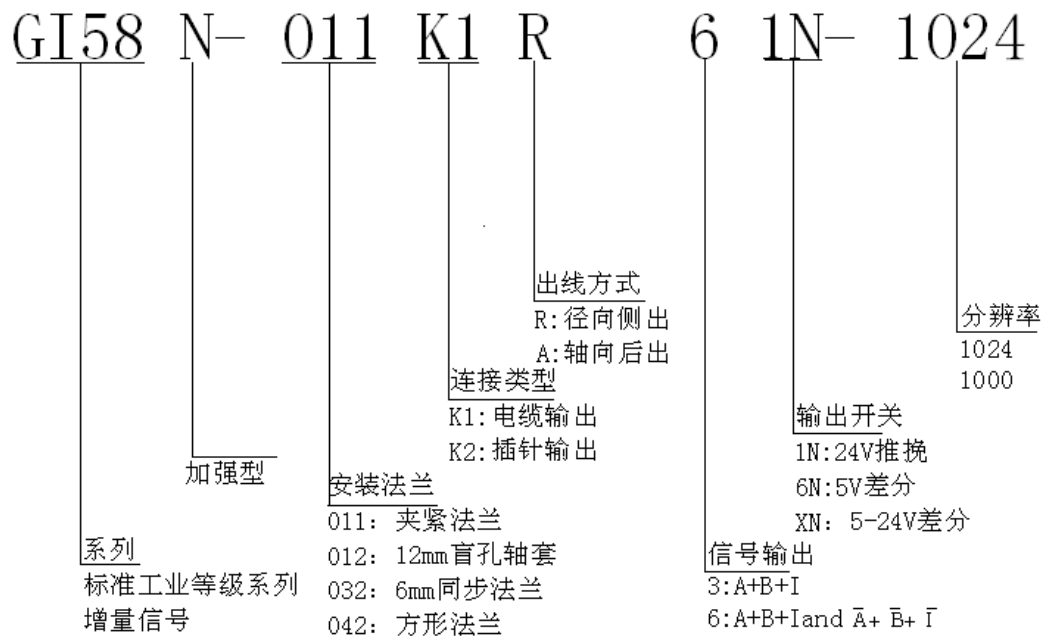 GI58 N- 011 K1 R 6 1N- 1024
出线方式
R:径向侧出
A:轴向后出
分辨率
1024
1000
连接类型
K1:电缆输出
K2:插针输出
输出开关
1N:24V推挽
6N:5V差分
XN: 5-24V差分
加强型
安装法兰
011: 夹紧法兰
012: 12mm盲孔轴套
032: 6mm同步法兰
042: 方形法兰
系列
标准工业等级系列
增量信号
信号输出
3:A+B+I
6:A+B+Iand A̅+ B̅+ I̅